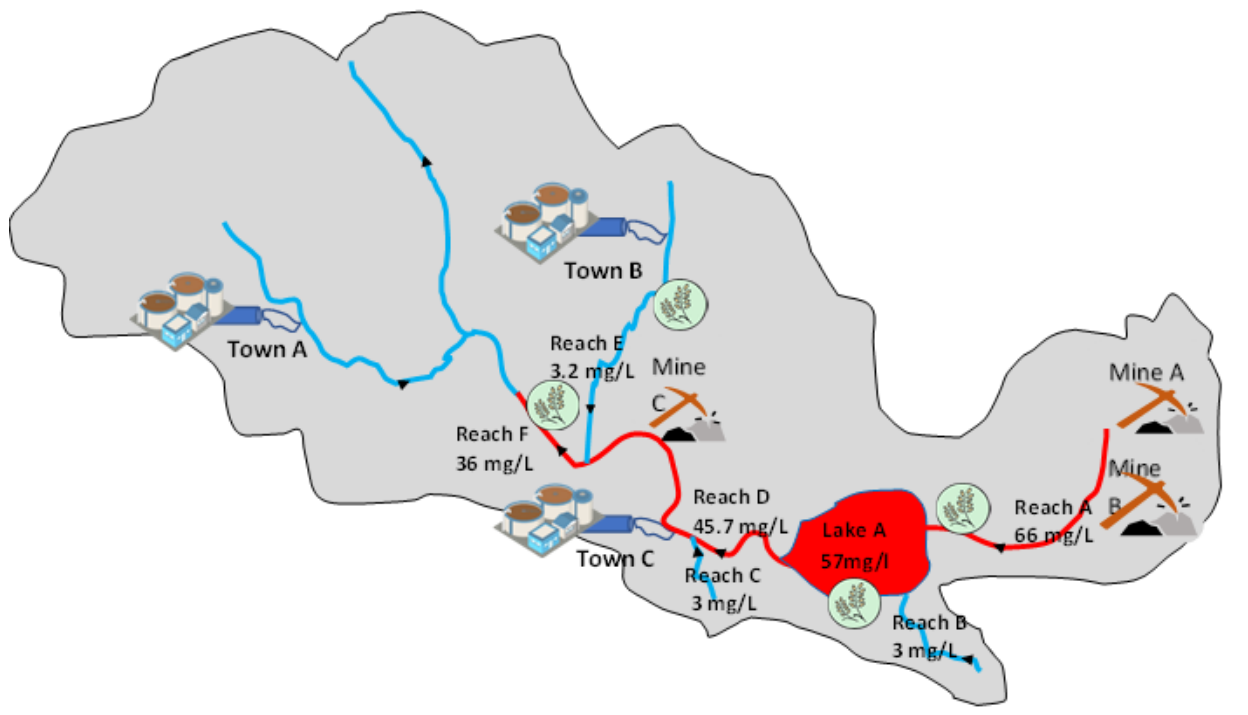 Town B
Town A
Reach E
3.2 mg/L
Mine
C
Mine A
Reach F
36 mg/L
Mine
B
Reach D
45.7 mg/L
Reach A
66 mg/L
Lake A
57mg/l
Town C
Reach C
3 mg/L
Reach B
3 mg/L